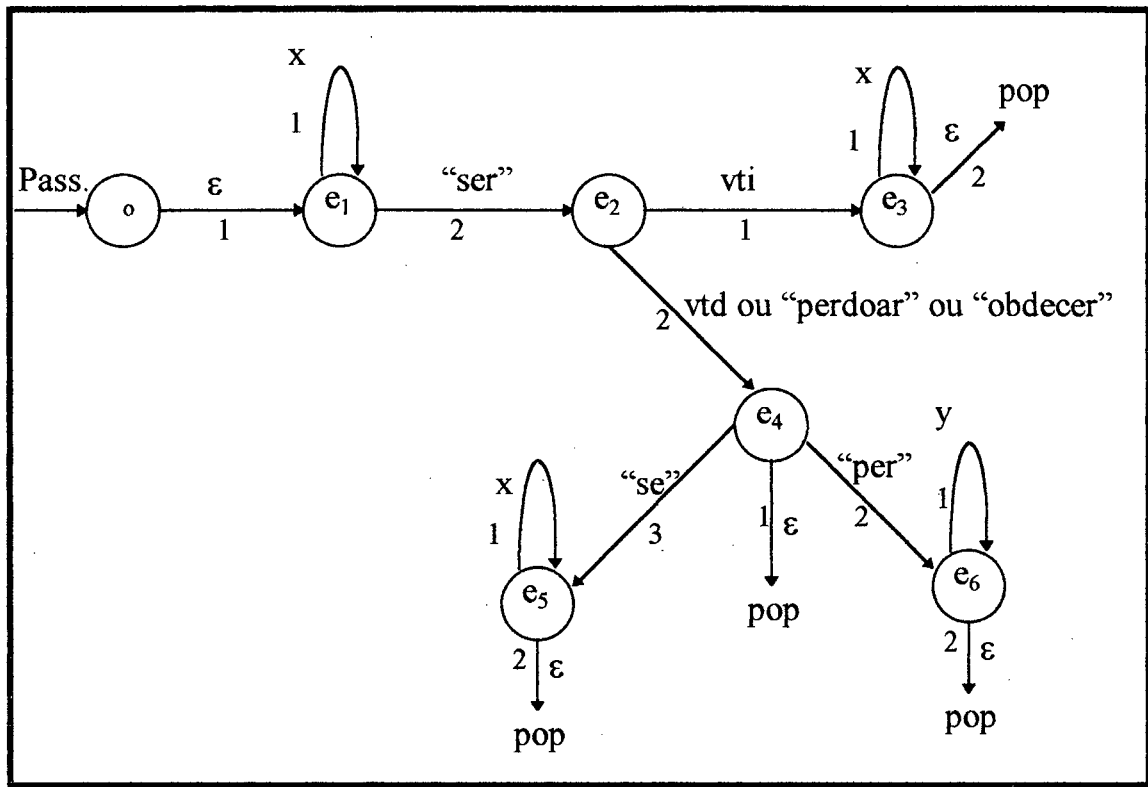 x
x
pop
1
1
ε
Pass.
ε
"ser"
vti
2
o
e1
e2
e3
1
2
1
2
vtd ou "perdoar" ou "obdecer"
e4
y
"se"
"per"
x
1
3
1
ε
2
1
e5
pop
e6
2
ε
2
ε
pop
pop